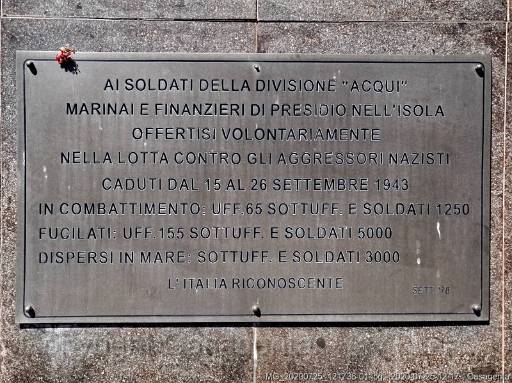 AI SOLDATI DELLA DIVISIONE "ACQUI"
MARINAI E FINANZIERI DI PRESIDIO NELL'ISOLA
OFFERTISI VOLONTARIAMENTE
NELLA LOTTA CONTRO GLI AGGRESSORI NAZISTI
CADUTI DAL 15 AL 26 SETTEMBRE 1943
IN COMBATTIMENTO: UFF.65 SOTTUFF. E SOLDATI 1250
FUCILATI: UFF.155 SOTTUFF. E SOLDATI 5000
DISPERSI IN MARE: SOTTUFF. E SOLDATI 3000
L'ITALIA RICONOSCENTE
SETT.